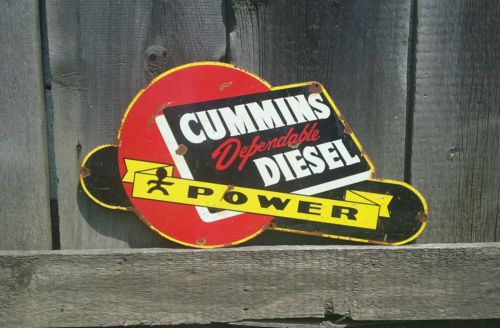 CUMMINS
Dependable
DIESEL
POWER